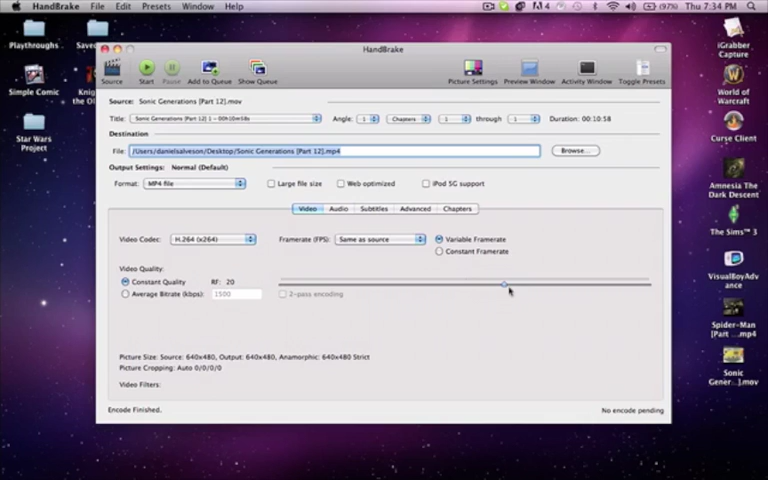 HandBrake File Edit Presets Window Help 4 (97%) Thu 7:34 PM
Playthroughs
Simple Comic
Star Wars Project
iGrabber Capture
World of Warcraft
Curse Client
Amnesia The Dark Descent
The Sims™ 3
VisualBoyAdvance
Spider-Man [Part ....mp4
Sonic Gener...].mov
HandBrake
Source Start Pause Add to Queue Show Queue Picture Settings Preview Window Activity Window Toggle Presets
Source: Sonic Generations [Part 12].mov
Title: Sonic Generations [Part 12] 1 - 00h10m58s Angle: 1 Chapters 1 through 1 Duration: 00:10:58
Destination
File: /Users/danielsalveson/Desktop/Sonic Generations [Part 12].mp4 Browse...
Output Settings: Normal (Default)
Format: MP4 file Large file size Web optimized iPod 5G support
Video Audio Subtitles Advanced Chapters
Video Codec: H.264 (x264) Framerate (FPS): Same as source Variable Framerate
Constant Framerate
Video Quality:
Constant Quality RF: 20
Average Bitrate (kbps): 1500 2-pass encoding
Picture Size: Source: 640x480, Output: 640x480, Anamorphic: 640x480 Strict
Picture Cropping: Auto 0/0/0/0
Video Filters:
Encode Finished. No encode pending